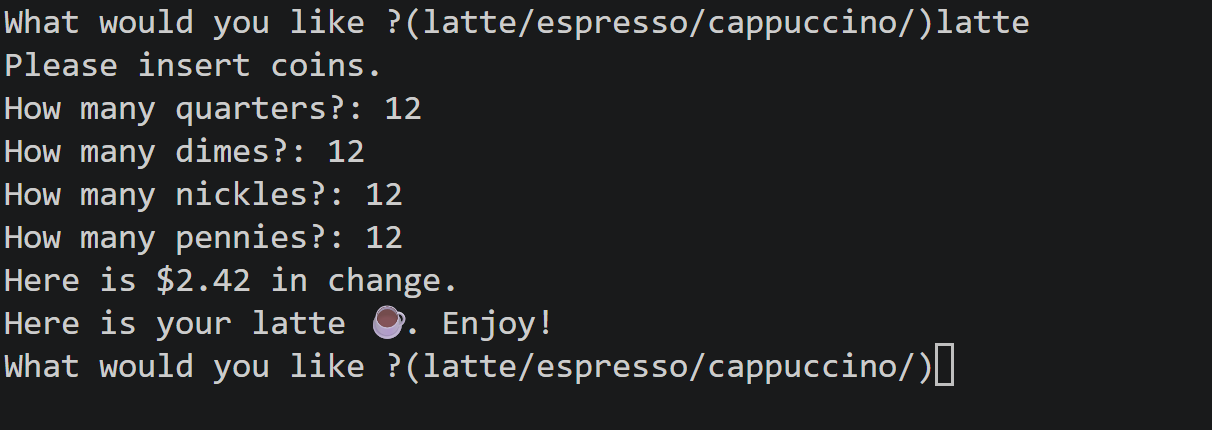 What would you like ?(latte/espresso/cappuccino/)latte
Please insert coins.
How many quarters?: 12
How many dimes?: 12
How many nickles?: 12
How many pennies?: 12
Here is $2.42 in change.
Here is your latte ☕. Enjoy!
What would you like ?(latte/espresso/cappuccino/)